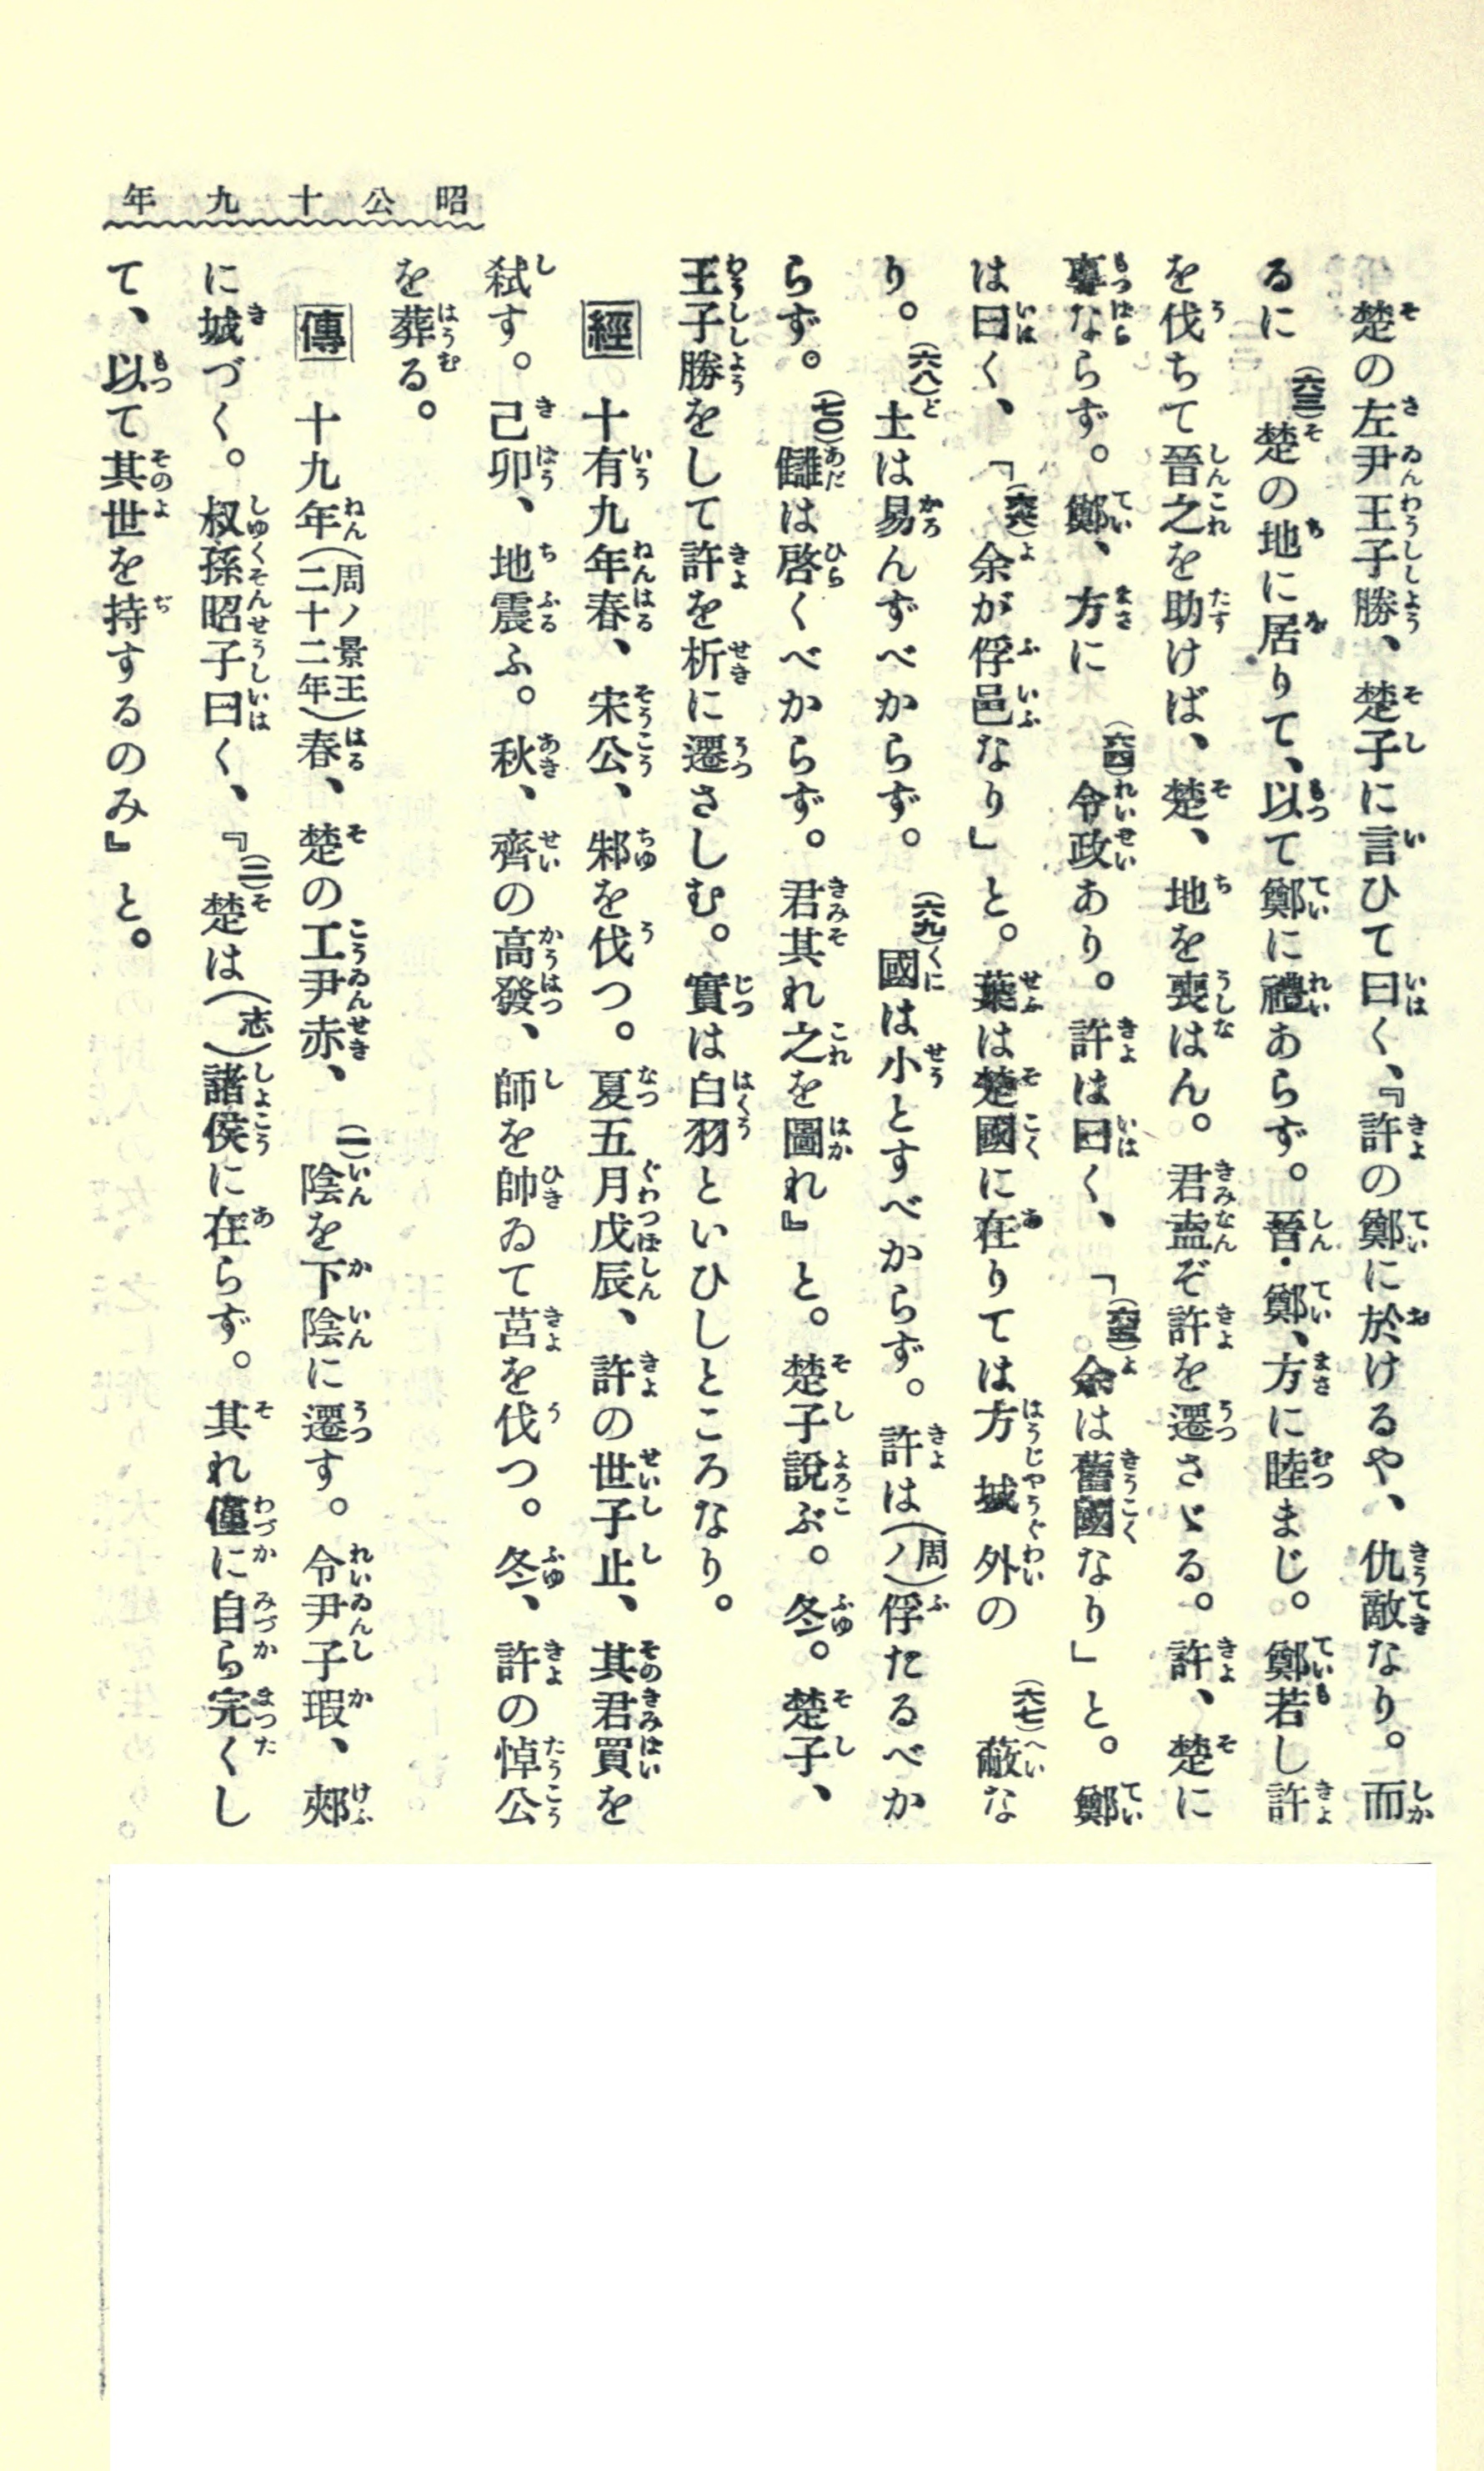 昭公十九年
楚の左尹王子勝、楚子に言ひて曰く、『許の鄭に於けるや、仇敵なり。而
るに(六三)楚の地に居りて、以て鄭に禮あらず。晉・鄭、方に睦まじ。鄭若し許
を伐ちて晉之を助けば、楚、地を喪はん。君盍ぞ許を遷さゞる。許、楚に
專ならず。鄭、方に(六四)令政あり。許は曰く、「(六五)余は舊國なり」と。鄭
は曰く、「(六六)余が俘邑なり」と。葉は楚國に在りては方城外の(六七)蔽な
り。(六八)土は易んずべからず。(六九)國は小とすべからず。許は(周ノ)俘たるべか
らず。(七〇)讎は啓くべからず。君其れ之を圖れ』と。楚子說ぶ。冬。楚子、
王子勝をして許を析に遷さしむ。實は白羽といひしところなり。
經 十有九年春、宋公、邾を伐つ。夏五月戊辰、許の世子止、其君買を
弑す。己卯、地震ふ。秋、齊の高發、師を帥ゐて莒を伐つ。冬、許の悼公
を葬る。
傳 十九年(周ノ景王二十二年)春、楚の工尹赤、(一)陰を下陰に遷す。令尹子瑕、郟
に城づく。叔孫昭子曰く、『(二)楚は(志)諸侯に在らず。其れ僅に自ら完くし
て、以て其世を持するのみ』と。